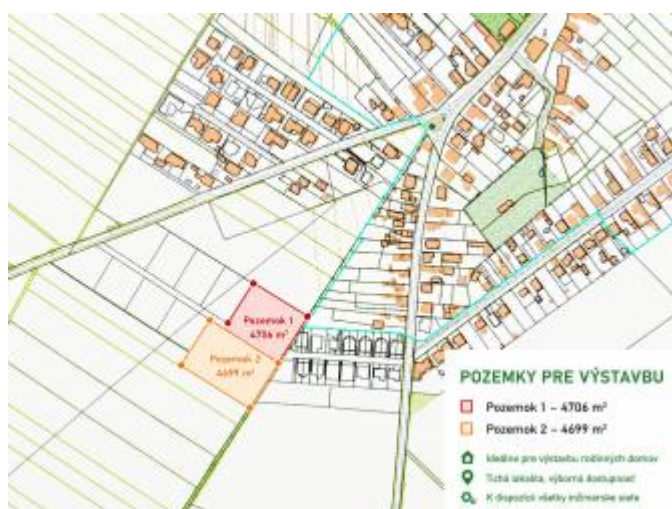 Pozemok 1
4706 m²
Pozemok 2
4699 m²
POZEMKY PRE VÝSTAVBU
Pozemok 1 – 4706 m²
Pozemok 2 – 4699 m²
Ideálne pre výstavbu rodinných domov
Tichá lokalita, výborná dostupnosť
K dispozícii všetky inžinierske siete